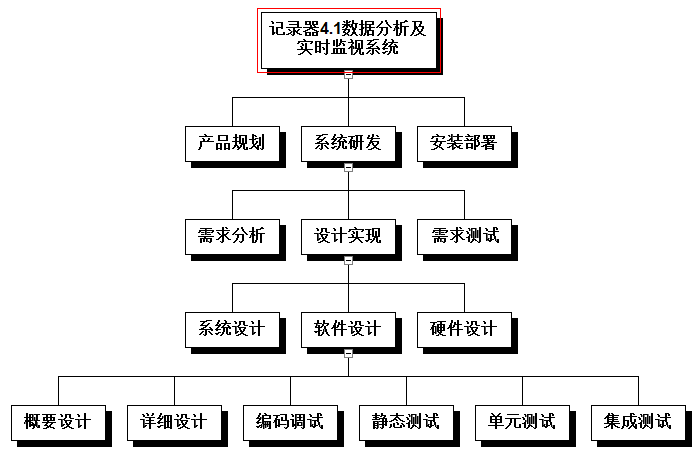 记录器4.1数据分析及
实时监视系统
产品规划
系统研发
安装部署
需求分析
设计实现
需求测试
系统设计
软件设计
硬件设计
概要设计
详细设计
编码调试
静态测试
单元测试
集成测试